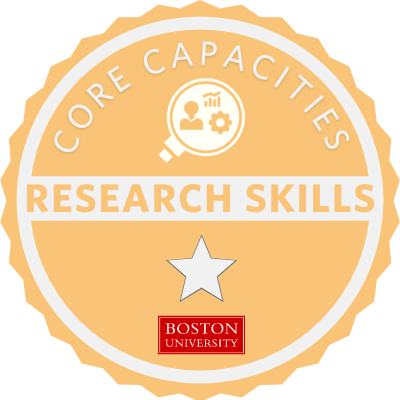 CORE CAPACITIES
RESEARCH SKILLS
BOSTON
UNIVERSITY